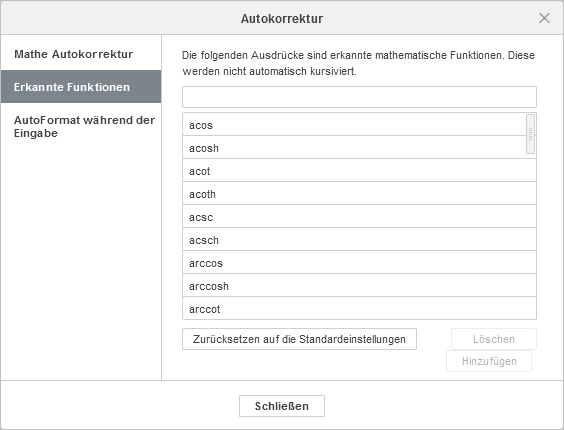 Autokorrektur
Mathe Autokorrektur
Erkannte Funktionen
AutoFormat während der
Eingabe
Die folgenden Ausdrücke sind erkannte mathematische Funktionen. Diese
werden nicht automatisch kursiviert.
acos
acosh
acot
acoth
acsc
acsch
arccos
arccosh
arccot
Zurücksetzen auf die Standardeinstellungen
Löschen
Hinzufügen
Schließen